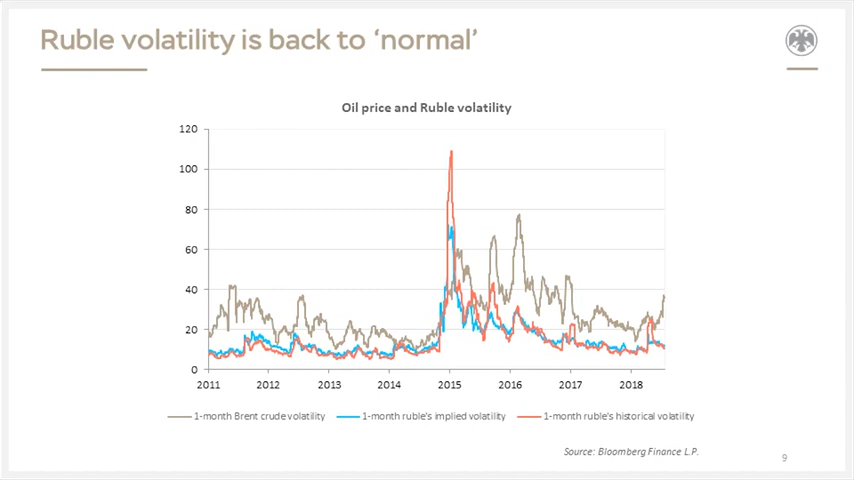 Ruble volatility is back to ‘normal’
Oil price and Ruble volatility
120
100
80
60
40
20
0
2011 2012 2013 2014 2015 2016 2017 2018
1-month Brent crude volatility 1-month ruble's implied volatility 1-month ruble's historical volatility
Source: Bloomberg Finance L.P.
9